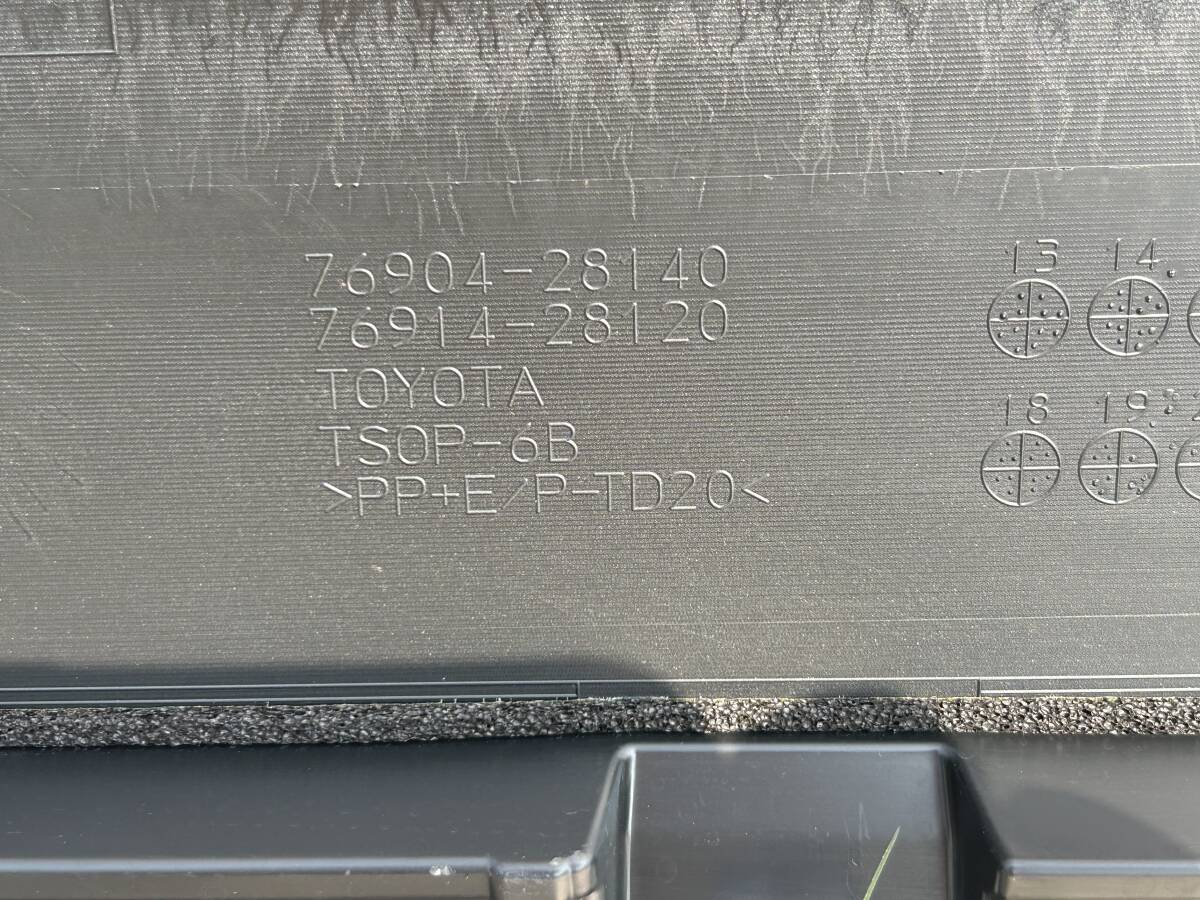 76904-28140
76914-28120
TOYOTA
TSOP-6B
>PP+E/P-TD20<
13 14
18 19